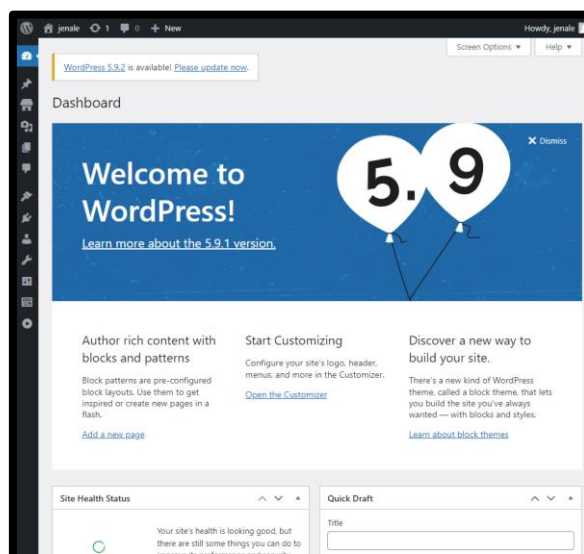 jenale 1 0 + New Howdy, jenale
Screen Options ▼ Help ▼
WordPress 5.9.2 is available! Please update now.
Dashboard
Dismiss
5.9
Welcome to
WordPress!
Learn more about the 5.9.1 version.
Author rich content with
blocks and patterns
Block patterns are pre-configured
block layouts. Use them to get
inspired or create new pages in a
flash.
Add a new page
Start Customizing
Configure your site's logo, header,
menus, and more in the Customizer.
Open the Customizer
Discover a new way to
build your site.
There's a new kind of WordPress
theme, called a block theme, that lets
you build the site you've always
wanted — with blocks and styles.
Learn about block themes
Site Health Status
Your site's health is looking good, but
there are still some things you can do to
Quick Draft
Title